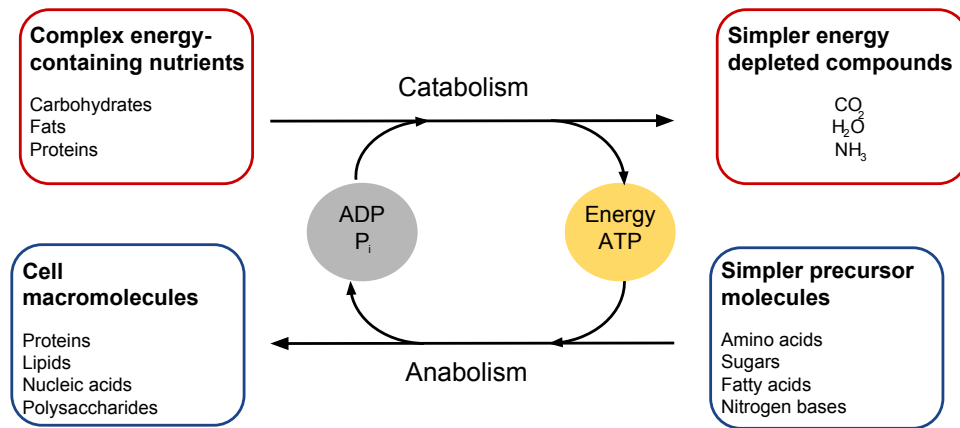 Complex energy-
containing nutrients
Carbohydrates
Fats
Proteins
Catabolism
Simpler energy
depleted compounds
CO₂
H₂O
NH₃
ADP
Pᵢ
Energy
ATP
Cell
macromolecules
Proteins
Lipids
Nucleic acids
Polysaccharides
Anabolism
Simpler precursor
molecules
Amino acids
Sugars
Fatty acids
Nitrogen bases